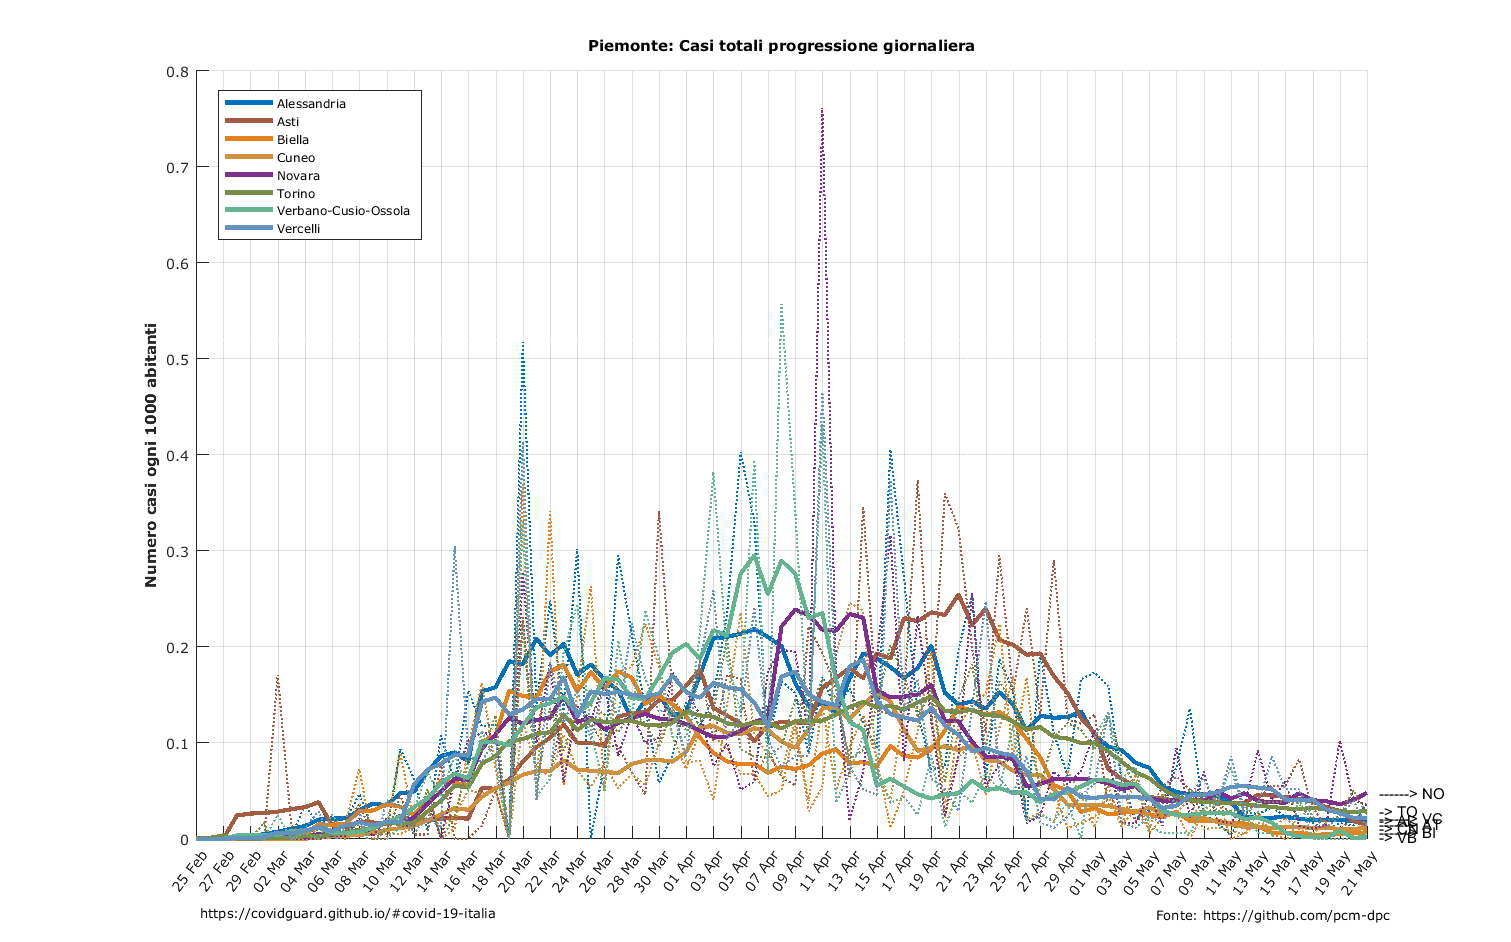 Piemonte: Casi totali progressione giornaliera
Numero casi ogni 1000 abitanti
0.8
0.7
0.6
0.5
0.4
0.3
0.2
0.1
0
Alessandria
Asti
Biella
Cuneo
Novara
Torino
Verbano-Cusio-Ossola
Vercelli
------> NO
-> TO
-> VB
25 Feb
27 Feb
29 Feb
02 Mar
04 Mar
06 Mar
08 Mar
10 Mar
12 Mar
14 Mar
16 Mar
18 Mar
20 Mar
22 Mar
24 Mar
26 Mar
28 Mar
30 Mar
01 Apr
03 Apr
05 Apr
07 Apr
09 Apr
11 Apr
13 Apr
15 Apr
17 Apr
19 Apr
21 Apr
23 Apr
25 Apr
27 Apr
29 Apr
01 May
03 May
05 May
07 May
09 May
11 May
13 May
15 May
17 May
19 May
21 May
https://covidguard.github.io/#covid-19-italia
Fonte: https://github.com/pcm-dpc